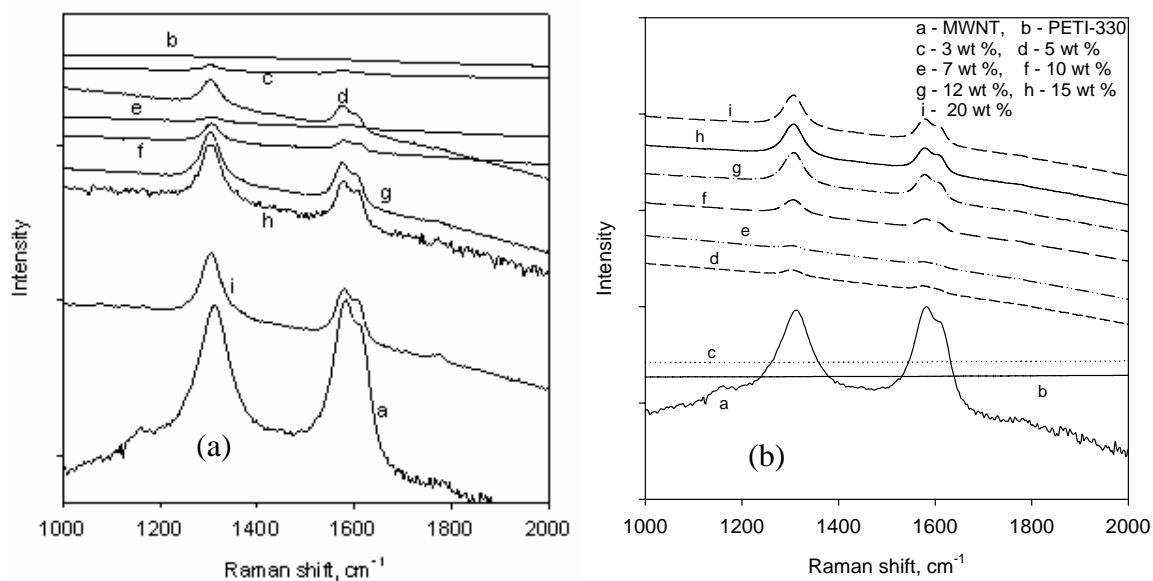 b
c
d
e
f
g
h
i
a
(a)
Intensity
1000 1200 1400 1600 1800 2000
Raman shift, cm⁻¹
a - MWNT, b - PETI-330
c - 3 wt %, d - 5 wt %
e - 7 wt %, f - 10 wt %
g - 12 wt %, h - 15 wt %
i - 20 wt %
i
h
g
f
e
d
c
b
a
(b)
Intensity
1000 1200 1400 1600 1800 2000
Raman shift, cm⁻¹